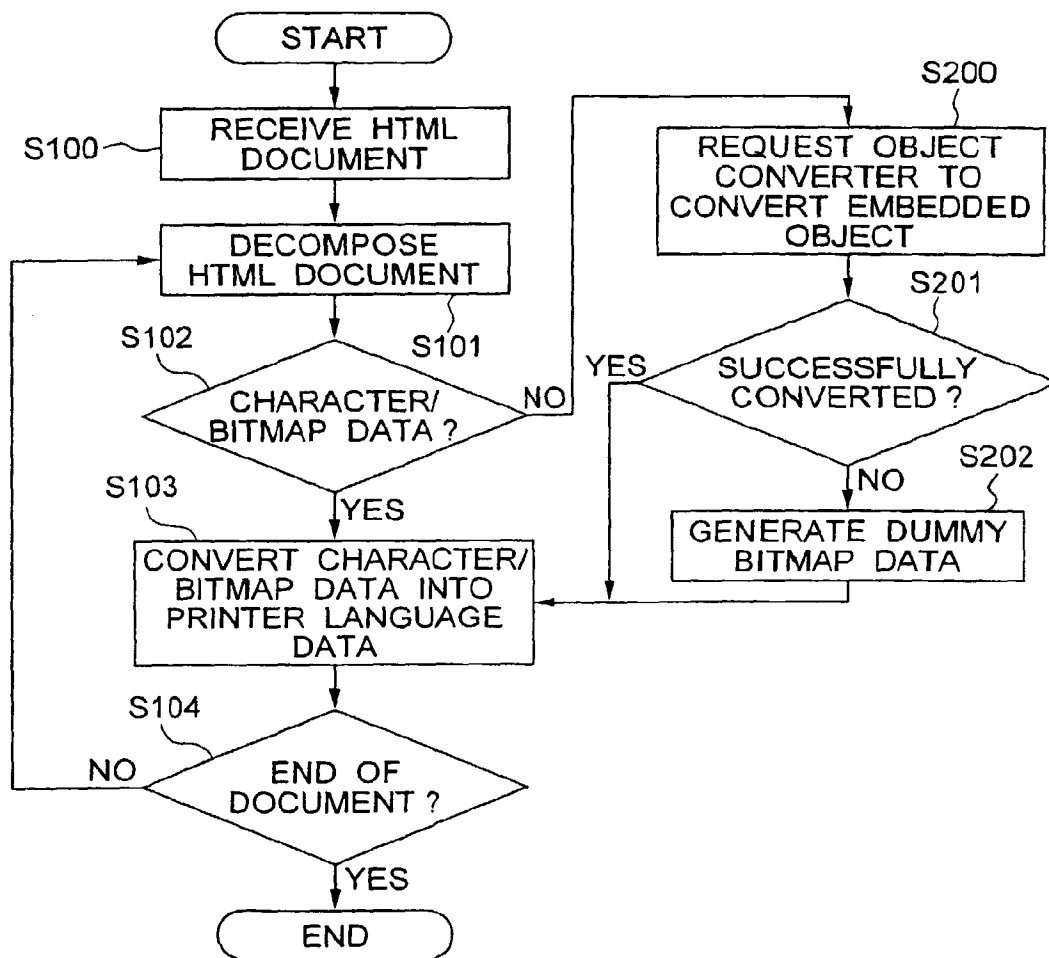 START
S100
RECEIVE HTML
DOCUMENT
DECOMPOSE
HTML DOCUMENT
S101
S102
CHARACTER/
BITMAP DATA ?
NO
YES
S103
CONVERT CHARACTER/
BITMAP DATA INTO
PRINTER LANGUAGE
DATA
S104
END OF
DOCUMENT ?
NO
YES
END
S200
REQUEST OBJECT
CONVERTER TO
CONVERT EMBEDDED
OBJECT
S201
SUCCESSFULLY
CONVERTED ?
YES
NO
S202
GENERATE DUMMY
BITMAP DATA